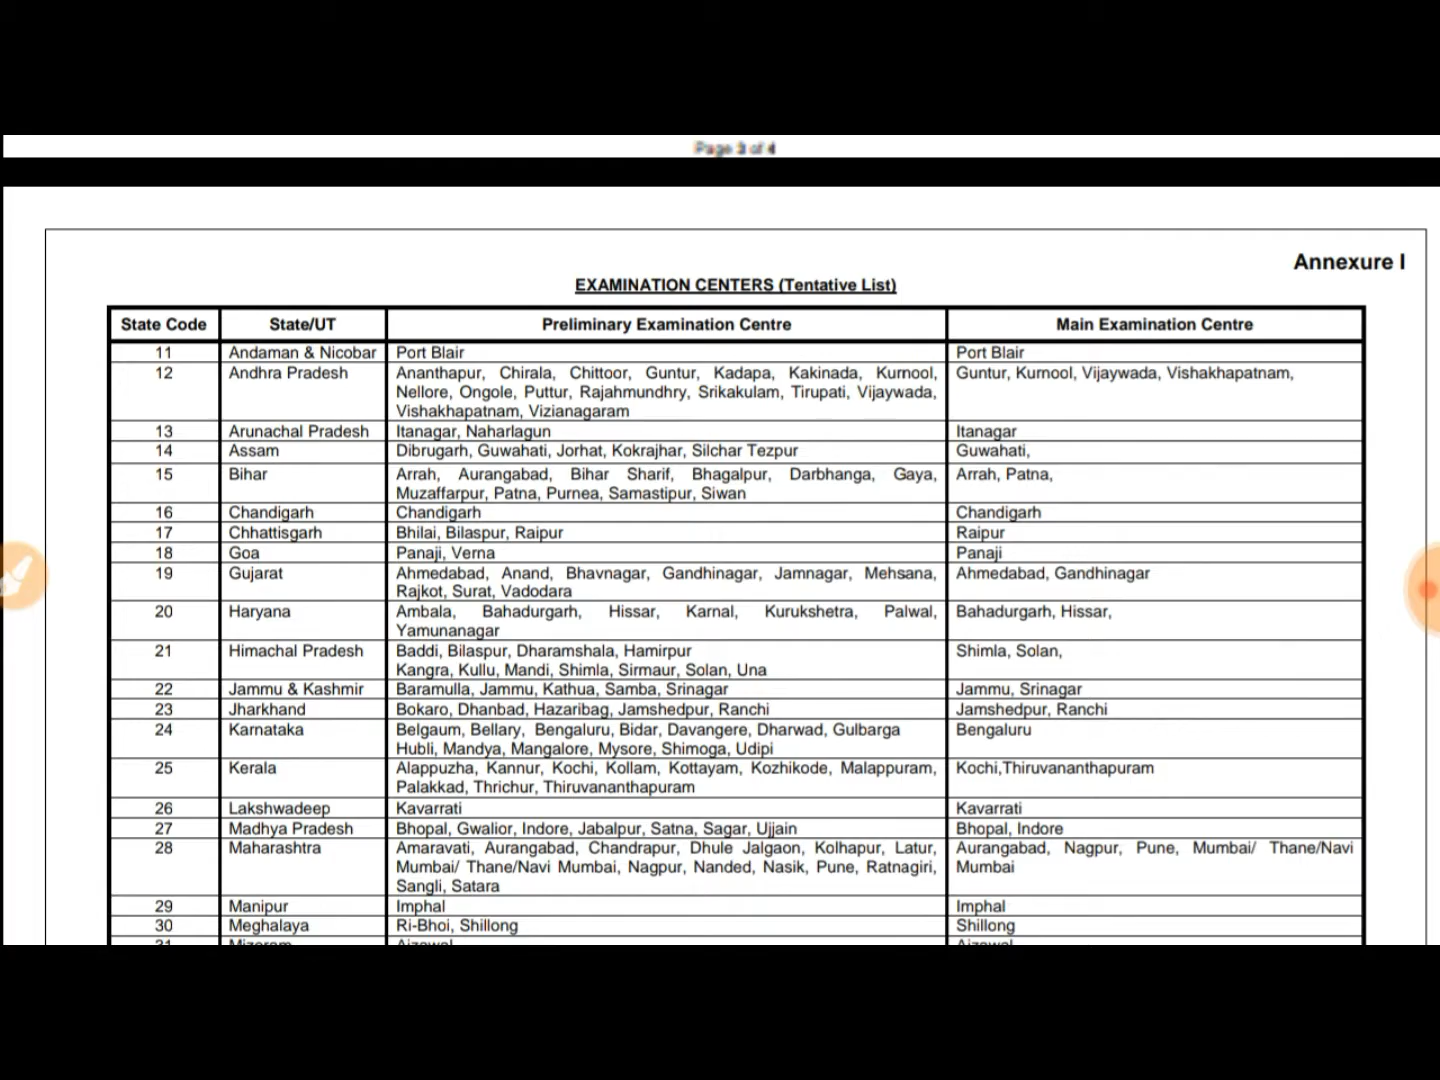 Page 3 of 4
Annexure I
EXAMINATION CENTERS (Tentative List)
State Code State/UT Preliminary Examination Centre Main Examination Centre
11 Andaman & Nicobar Port Blair Port Blair
12 Andhra Pradesh Ananthapur, Chirala, Chittoor, Guntur, Kadapa, Kakinada, Kurnool, Guntur, Kurnool, Vijaywada, Vishakhapatnam,
Nellore, Ongole, Puttur, Rajahmundhry, Srikakulam, Tirupati, Vijaywada,
Vishakhapatnam, Vizianagaram
13 Arunachal Pradesh Itanagar, Naharlagun Itanagar
14 Assam Dibrugarh, Guwahati, Jorhat, Kokrajhar, Silchar Tezpur Guwahati,
15 Bihar Arrah, Aurangabad, Bihar Sharif, Bhagalpur, Darbhanga, Gaya, Arrah, Patna,
Muzaffarpur, Patna, Purnea, Samastipur, Siwan
16 Chandigarh Chandigarh Chandigarh
17 Chhattisgarh Bhilai, Bilaspur, Raipur Raipur
18 Goa Panaji, Verna Panaji
19 Gujarat Ahmedabad, Anand, Bhavnagar, Gandhinagar, Jamnagar, Mehsana, Ahmedabad, Gandhinagar
Rajkot, Surat, Vadodara
20 Haryana Ambala, Bahadurgarh, Hissar, Karnal, Kurukshetra, Palwal, Bahadurgarh, Hissar,
Yamunanagar
21 Himachal Pradesh Baddi, Bilaspur, Dharamshala, Hamirpur Shimla, Solan,
Kangra, Kullu, Mandi, Shimla, Sirmaur, Solan, Una
22 Jammu & Kashmir Baramulla, Jammu, Kathua, Samba, Srinagar Jammu, Srinagar
23 Jharkhand Bokaro, Dhanbad, Hazaribag, Jamshedpur, Ranchi Jamshedpur, Ranchi
24 Karnataka Belgaum, Bellary, Bengaluru, Bidar, Davangere, Dharwad, Gulbarga Bengaluru
Hubli, Mandya, Mangalore, Mysore, Shimoga, Udipi
25 Kerala Alappuzha, Kannur, Kochi, Kollam, Kottayam, Kozhikode, Malappuram, Kochi,Thiruvananthapuram
Palakkad, Thrichur, Thiruvananthapuram
26 Lakshwadeep Kavarrati Kavarrati
27 Madhya Pradesh Bhopal, Gwalior, Indore, Jabalpur, Satna, Sagar, Ujjain Bhopal, Indore
28 Maharashtra Amaravati, Aurangabad, Chandrapur, Dhule Jalgaon, Kolhapur, Latur, Aurangabad, Nagpur, Pune, Mumbai/ Thane/Navi
Mumbai/ Thane/Navi Mumbai, Nagpur, Nanded, Nasik, Pune, Ratnagiri, Mumbai
Sangli, Satara
29 Manipur Imphal Imphal
30 Meghalaya Ri-Bhoi, Shillong Shillong
31 Mizoram Aizawal Aizawal